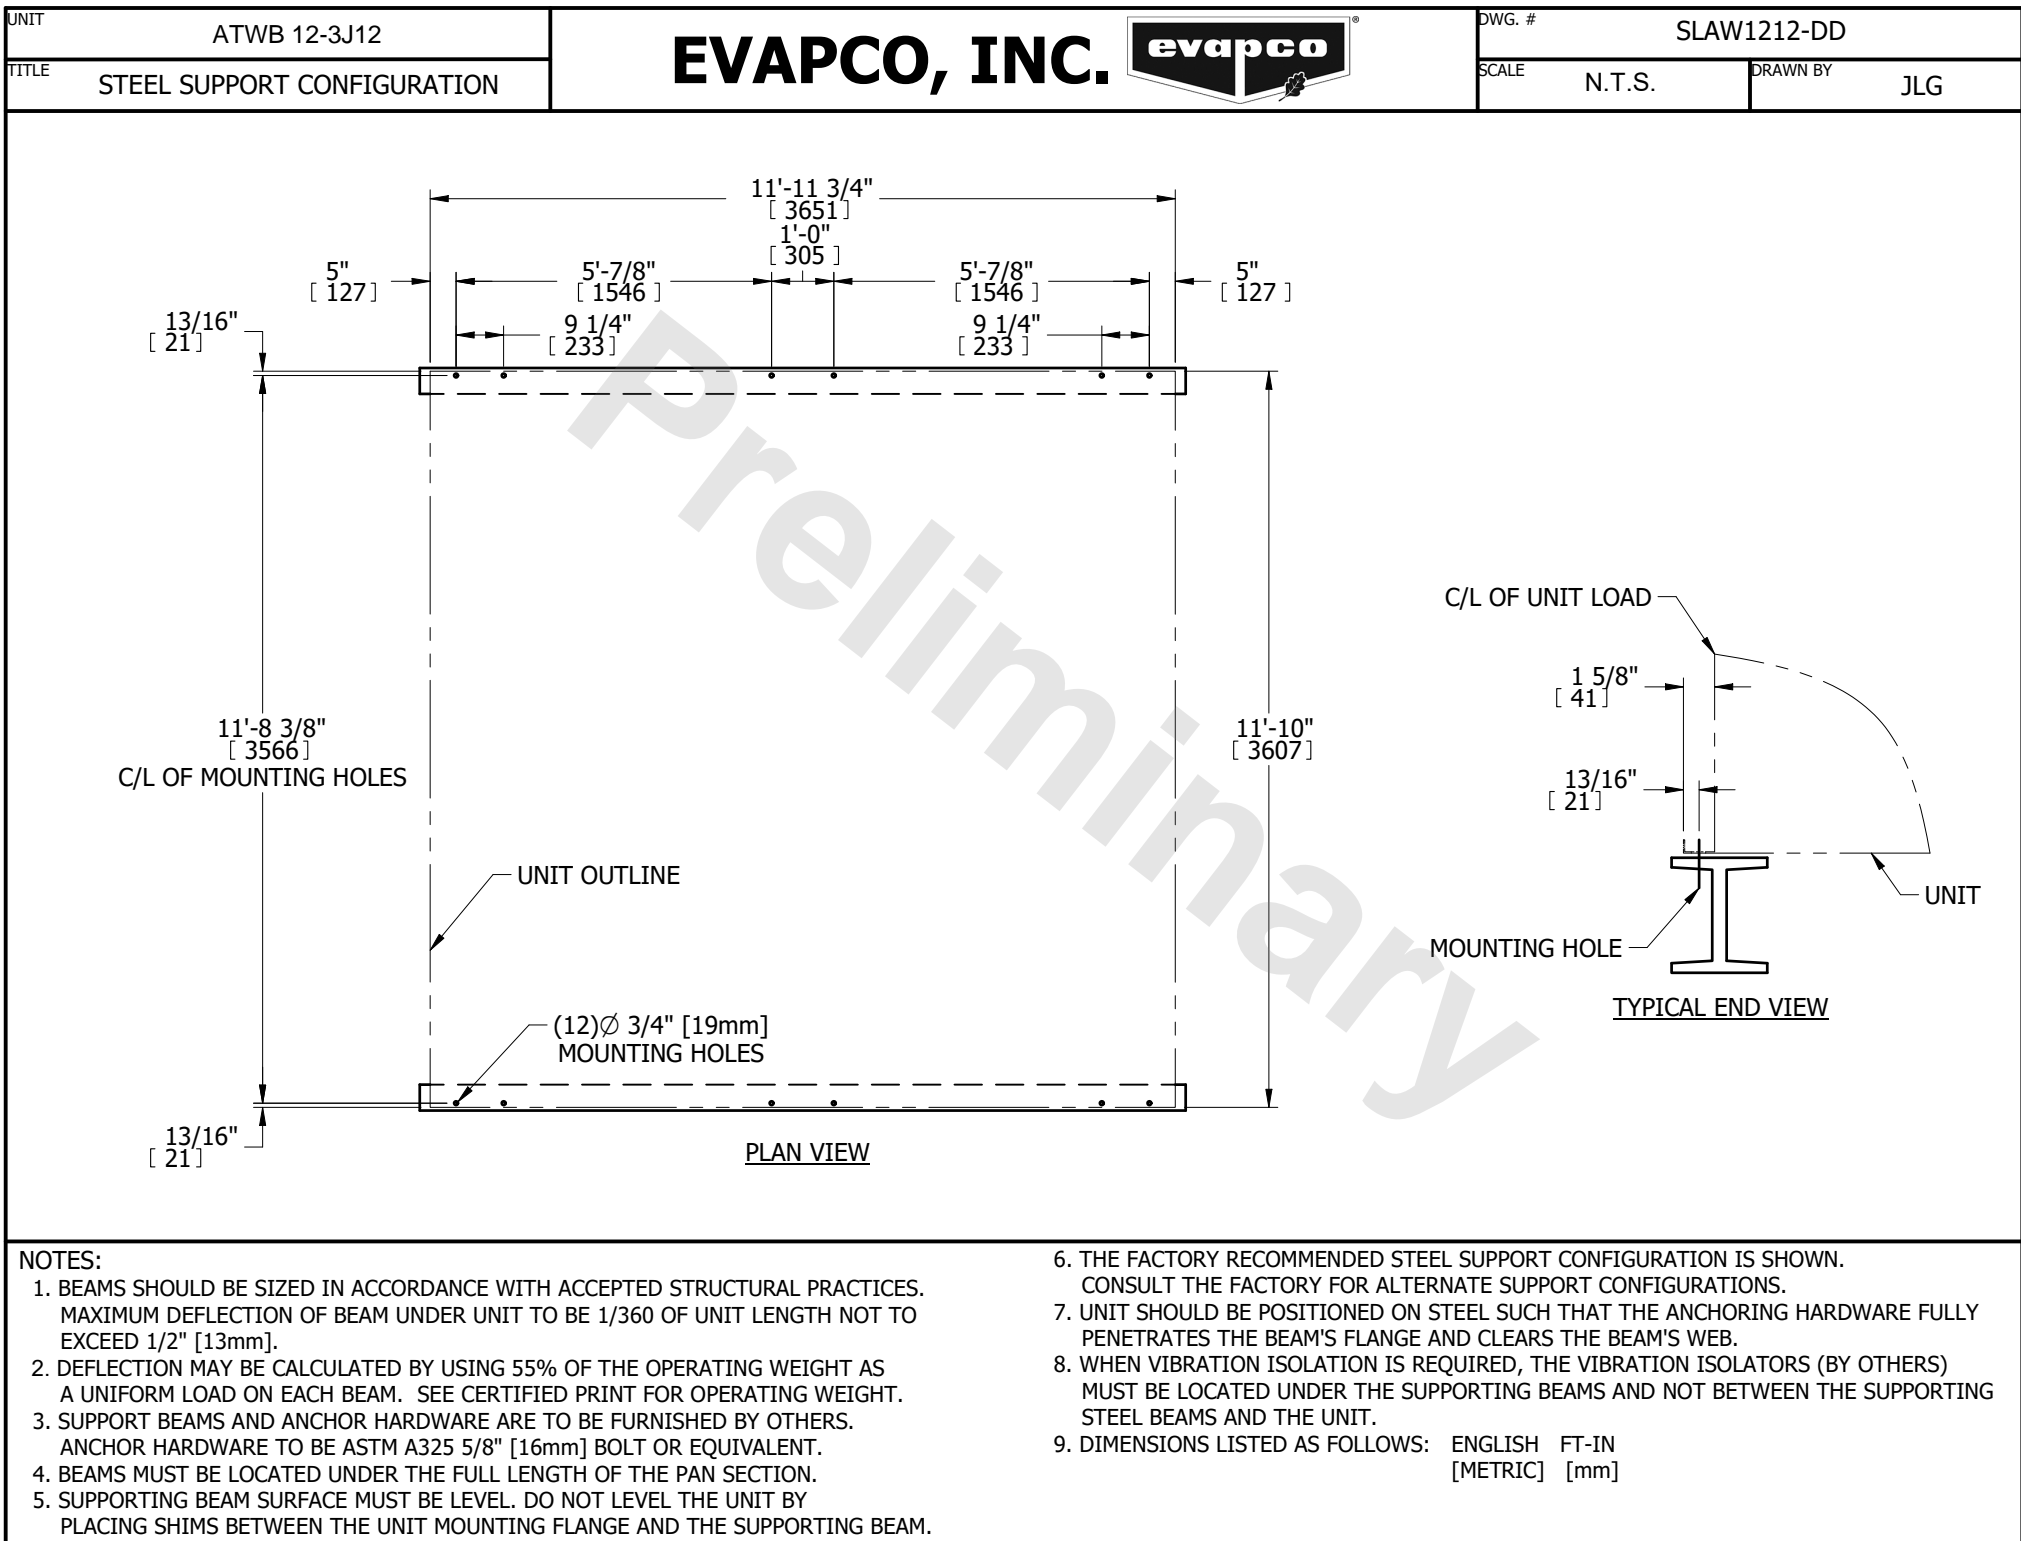 UNIT
ATWB 12-3J12
TITLE
STEEL SUPPORT CONFIGURATION
EVAPCO, INC.
evapco
®
DWG. #
SLAW1212-DD
SCALE
N.T.S.
DRAWN BY
JLG
11'-11 3/4"
[ 3651 ]
1'-0"
[ 305 ]
5"
[ 127 ]
5'-7/8"
[ 1546 ]
5'-7/8"
[ 1546 ]
5"
[ 127 ]
13/16"
[ 21 ]
9 1/4"
[ 233 ]
9 1/4"
[ 233 ]
Preliminary
11'-8 3/8"
[ 3566 ]
C/L OF MOUNTING HOLES
11'-10"
[ 3607 ]
UNIT OUTLINE
(12)∅ 3/4" [19mm]
MOUNTING HOLES
13/16"
[ 21 ]
PLAN VIEW
C/L OF UNIT LOAD
1 5/8"
[ 41 ]
13/16"
[ 21 ]
UNIT
MOUNTING HOLE
TYPICAL END VIEW
NOTES:
1. BEAMS SHOULD BE SIZED IN ACCORDANCE WITH ACCEPTED STRUCTURAL PRACTICES.
MAXIMUM DEFLECTION OF BEAM UNDER UNIT TO BE 1/360 OF UNIT LENGTH NOT TO
EXCEED 1/2" [13mm].
2. DEFLECTION MAY BE CALCULATED BY USING 55% OF THE OPERATING WEIGHT AS
A UNIFORM LOAD ON EACH BEAM. SEE CERTIFIED PRINT FOR OPERATING WEIGHT.
3. SUPPORT BEAMS AND ANCHOR HARDWARE ARE TO BE FURNISHED BY OTHERS.
ANCHOR HARDWARE TO BE ASTM A325 5/8" [16mm] BOLT OR EQUIVALENT.
4. BEAMS MUST BE LOCATED UNDER THE FULL LENGTH OF THE PAN SECTION.
5. SUPPORTING BEAM SURFACE MUST BE LEVEL. DO NOT LEVEL THE UNIT BY
PLACING SHIMS BETWEEN THE UNIT MOUNTING FLANGE AND THE SUPPORTING BEAM.
6. THE FACTORY RECOMMENDED STEEL SUPPORT CONFIGURATION IS SHOWN.
CONSULT THE FACTORY FOR ALTERNATE SUPPORT CONFIGURATIONS.
7. UNIT SHOULD BE POSITIONED ON STEEL SUCH THAT THE ANCHORING HARDWARE FULLY
PENETRATES THE BEAM'S FLANGE AND CLEARS THE BEAM'S WEB.
8. WHEN VIBRATION ISOLATION IS REQUIRED, THE VIBRATION ISOLATORS (BY OTHERS)
MUST BE LOCATED UNDER THE SUPPORTING BEAMS AND NOT BETWEEN THE SUPPORTING
STEEL BEAMS AND THE UNIT.
9. DIMENSIONS LISTED AS FOLLOWS: ENGLISH FT-IN
[METRIC] [mm]